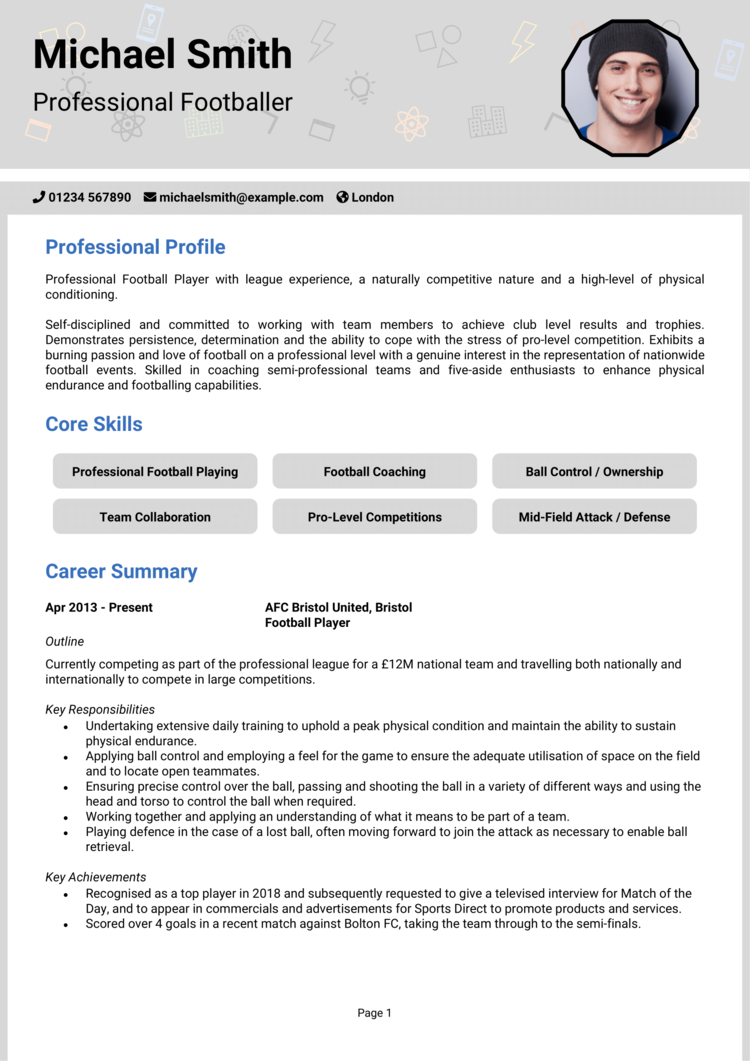 Michael Smith
Professional Footballer
01234 567890 michaelsmith@example.com London
Professional Profile
Professional Football Player with league experience, a naturally competitive nature and a high-level of physical
conditioning.
Self-disciplined and committed to working with team members to achieve club level results and trophies.
Demonstrates persistence, determination and the ability to cope with the stress of pro-level competition. Exhibits a
burning passion and love of football on a professional level with a genuine interest in the representation of nationwide
football events. Skilled in coaching semi-professional teams and five-aside enthusiasts to enhance physical
endurance and footballing capabilities.
Core Skills
Professional Football Playing Football Coaching Ball Control / Ownership
Team Collaboration Pro-Level Competitions Mid-Field Attack / Defense
Career Summary
Apr 2013 - Present AFC Bristol United, Bristol
Football Player
Outline
Currently competing as part of the professional league for a £12M national team and travelling both nationally and
internationally to compete in large competitions.
Key Responsibilities
• Undertaking extensive daily training to uphold a peak physical condition and maintain the ability to sustain
physical endurance.
• Applying ball control and employing a feel for the game to ensure the adequate utilisation of space on the field
and to locate open teammates.
• Ensuring precise control over the ball, passing and shooting the ball in a variety of different ways and using the
head and torso to control the ball when required.
• Working together and applying an understanding of what it means to be part of a team.
• Playing defence in the case of a lost ball, often moving forward to join the attack as necessary to enable ball
retrieval.
Key Achievements
• Recognised as a top player in 2018 and subsequently requested to give a televised interview for Match of the
Day, and to appear in commercials and advertisements for Sports Direct to promote products and services.
• Scored over 4 goals in a recent match against Bolton FC, taking the team through to the semi-finals.
Page 1